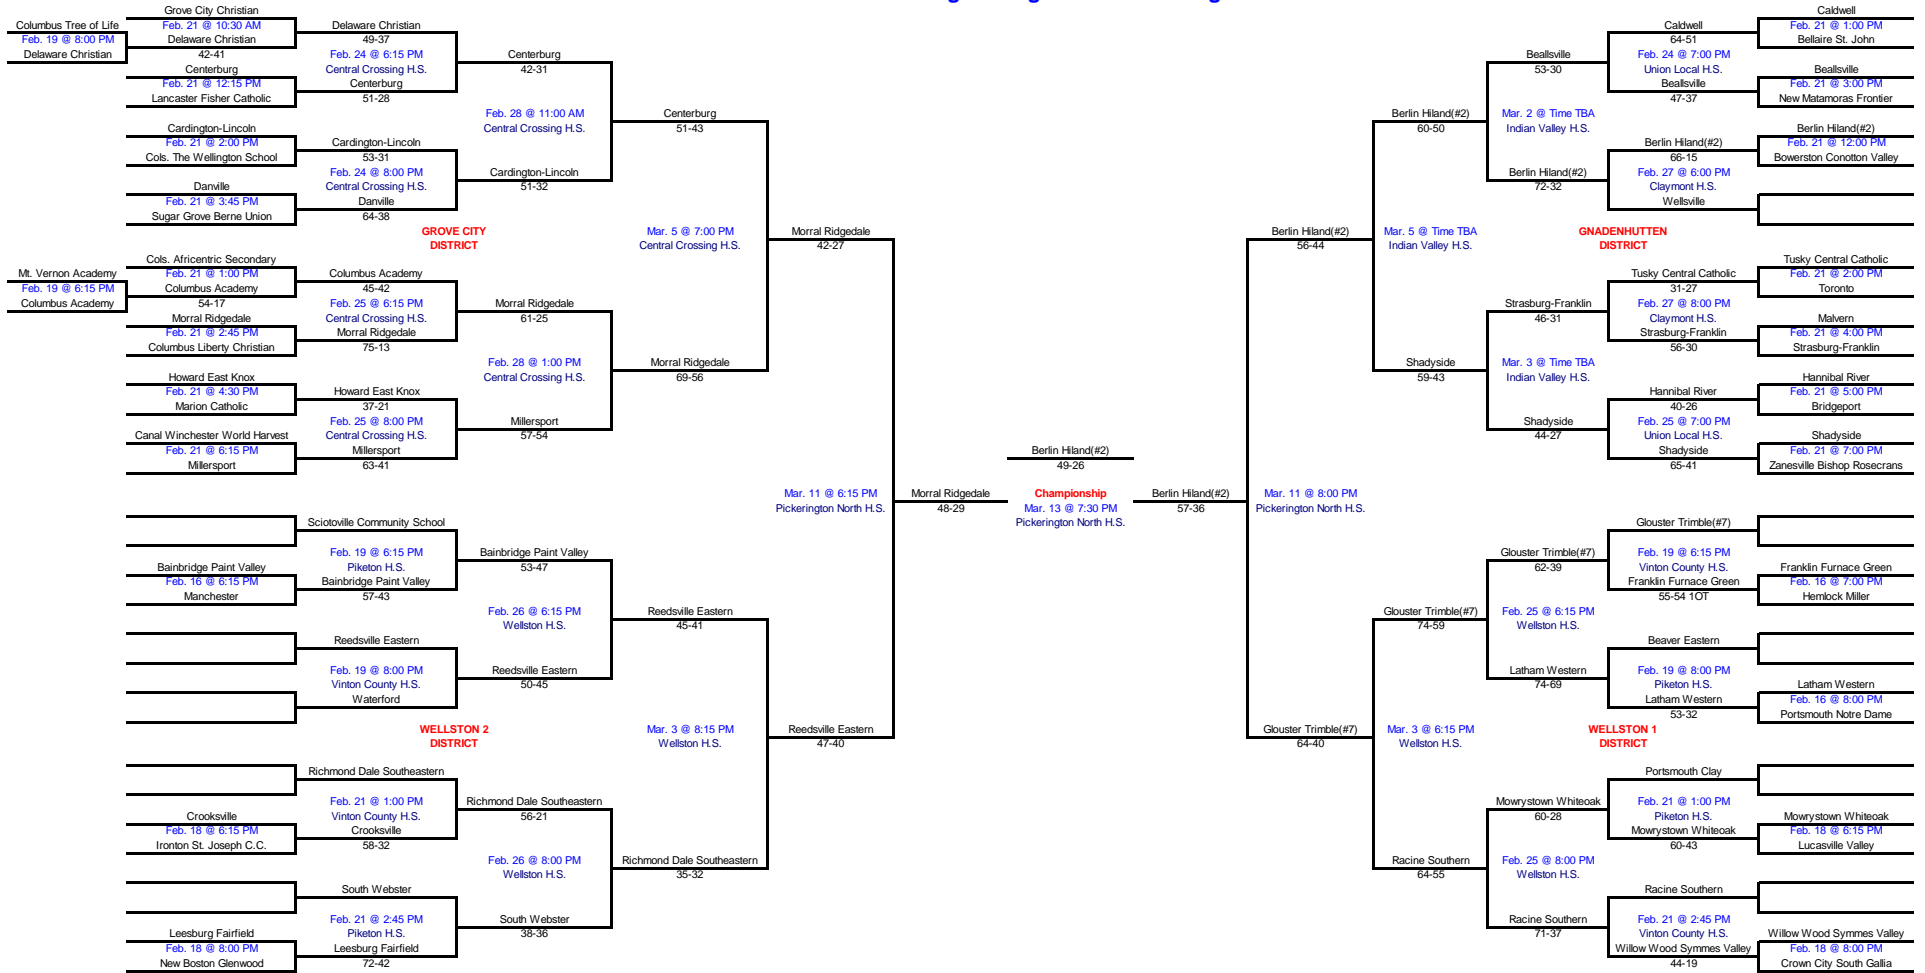 Grove City Christian
Columbus Tree of Life
Feb. 21 @ 10:30 AM
Delaware Christian
Feb. 19 @ 8:00 PM
Delaware Christian
49-37
Delaware Christian
42-41
Feb. 24 @ 6:15 PM
Centerburg
Centerburg
Central Crossing H.S.
42-31
Feb. 21 @ 12:15 PM
Centerburg
Lancaster Fisher Catholic
51-28
Feb. 28 @ 11:00 AM
Centerburg
Central Crossing H.S.
51-43
Cardington-Lincoln
Feb. 21 @ 2:00 PM
Cardington-Lincoln
Cols. The Wellington School
53-31
Feb. 24 @ 8:00 PM
Cardington-Lincoln
Danville
Central Crossing H.S.
51-32
Feb. 21 @ 3:45 PM
Danville
Sugar Grove Berne Union
64-38
GROVE CITY
DISTRICT
Mar. 5 @ 7:00 PM
Central Crossing H.S.
Morral Ridgedale
42-27
Cols. Africentric Secondary
Mt. Vernon Academy
Feb. 21 @ 1:00 PM
Columbus Academy
Feb. 19 @ 6:15 PM
Columbus Academy
45-42
Columbus Academy
54-17
Feb. 25 @ 6:15 PM
Morral Ridgedale
Morral Ridgedale
Central Crossing H.S.
61-25
Feb. 21 @ 2:45 PM
Morral Ridgedale
Columbus Liberty Christian
75-13
Feb. 28 @ 1:00 PM
Morral Ridgedale
Central Crossing H.S.
69-56
Howard East Knox
Feb. 21 @ 4:30 PM
Howard East Knox
Marion Catholic
37-21
Feb. 25 @ 8:00 PM
Millersport
Canal Winchester World Harvest
Central Crossing H.S.
57-54
Feb. 21 @ 6:15 PM
Millersport
Millersport
63-41
Mar. 11 @ 6:15 PM
Pickerington North H.S.
Morral Ridgedale
48-29
Sciotoville Community School
Feb. 19 @ 6:15 PM
Bainbridge Paint Valley
Bainbridge Paint Valley
Piketon H.S.
53-47
Feb. 16 @ 6:15 PM
Bainbridge Paint Valley
Manchester
57-43
Feb. 26 @ 6:15 PM
Reedsville Eastern
Wellston H.S.
45-41
Reedsville Eastern
Feb. 19 @ 8:00 PM
Reedsville Eastern
Vinton County H.S.
50-45
Waterford
WELLSTON 2
DISTRICT
Mar. 3 @ 8:15 PM
Wellston H.S.
Reedsville Eastern
47-40
Richmond Dale Southeastern
Feb. 21 @ 1:00 PM
Richmond Dale Southeastern
Crooksville
Vinton County H.S.
56-21
Feb. 18 @ 6:15 PM
Crooksville
Ironton St. Joseph C.C.
58-32
Feb. 26 @ 8:00 PM
Richmond Dale Southeastern
Wellston H.S.
35-32
South Webster
Feb. 21 @ 2:45 PM
South Webster
Leesburg Fairfield
Piketon H.S.
38-36
Feb. 18 @ 8:00 PM
Leesburg Fairfield
New Boston Glenwood
72-42
Berlin Hiland(#2)
49-26
Championship
Mar. 13 @ 7:30 PM
Pickerington North H.S.
Berlin Hiland(#2)
57-36
Mar. 11 @ 8:00 PM
Pickerington North H.S.
Caldwell
Caldwell
Feb. 21 @ 1:00 PM
64-51
Bellaire St. John
Beallsville
Feb. 24 @ 7:00 PM
53-30
Union Local H.S.
Beallsville
Beallsville
Feb. 21 @ 3:00 PM
47-37
New Matamoras Frontier
Berlin Hiland(#2)
Mar. 2 @ Time TBA
60-50
Indian Valley H.S.
Berlin Hiland(#2)
Berlin Hiland(#2)
Feb. 21 @ 12:00 PM
66-15
Bowerston Conotton Valley
Berlin Hiland(#2)
Feb. 27 @ 6:00 PM
72-32
Claymont H.S.
Wellsville
Berlin Hiland(#2)
56-44
Mar. 5 @ Time TBA
Indian Valley H.S.
GNADENHUTTEN
DISTRICT
Tusky Central Catholic
Tusky Central Catholic
Feb. 21 @ 2:00 PM
31-27
Toronto
Strasburg-Franklin
Feb. 27 @ 8:00 PM
46-31
Claymont H.S.
Malvern
Strasburg-Franklin
Feb. 21 @ 4:00 PM
56-30
Strasburg-Franklin
Shadyside
Mar. 3 @ Time TBA
59-43
Indian Valley H.S.
Hannibal River
Hannibal River
Feb. 21 @ 5:00 PM
40-26
Bridgeport
Shadyside
Feb. 25 @ 7:00 PM
44-27
Union Local H.S.
Shadyside
Shadyside
Feb. 21 @ 7:00 PM
65-41
Zanesville Bishop Rosecrans
Glouster Trimble(#7)
Glouster Trimble(#7)
Feb. 19 @ 6:15 PM
62-39
Vinton County H.S.
Franklin Furnace Green
Franklin Furnace Green
Feb. 16 @ 7:00 PM
55-54 1OT
Hemlock Miller
Glouster Trimble(#7)
Feb. 25 @ 6:15 PM
74-59
Wellston H.S.
Beaver Eastern
Latham Western
Feb. 19 @ 8:00 PM
74-69
Piketon H.S.
Latham Western
Latham Western
Feb. 16 @ 8:00 PM
53-32
Portsmouth Notre Dame
Glouster Trimble(#7)
64-40
Mar. 3 @ 6:15 PM
Wellston H.S.
WELLSTON 1
DISTRICT
Portsmouth Clay
Mowrystown Whiteoak
Feb. 21 @ 1:00 PM
60-28
Piketon H.S.
Mowrystown Whiteoak
Mowrystown Whiteoak
Feb. 18 @ 6:15 PM
60-43
Lucasville Valley
Racine Southern
Feb. 25 @ 8:00 PM
64-55
Wellston H.S.
Racine Southern
Racine Southern
Feb. 21 @ 2:45 PM
71-37
Vinton County H.S.
Willow Wood Symmes Valley
Willow Wood Symmes Valley
Feb. 18 @ 8:00 PM
44-19
Crown City South Gallia